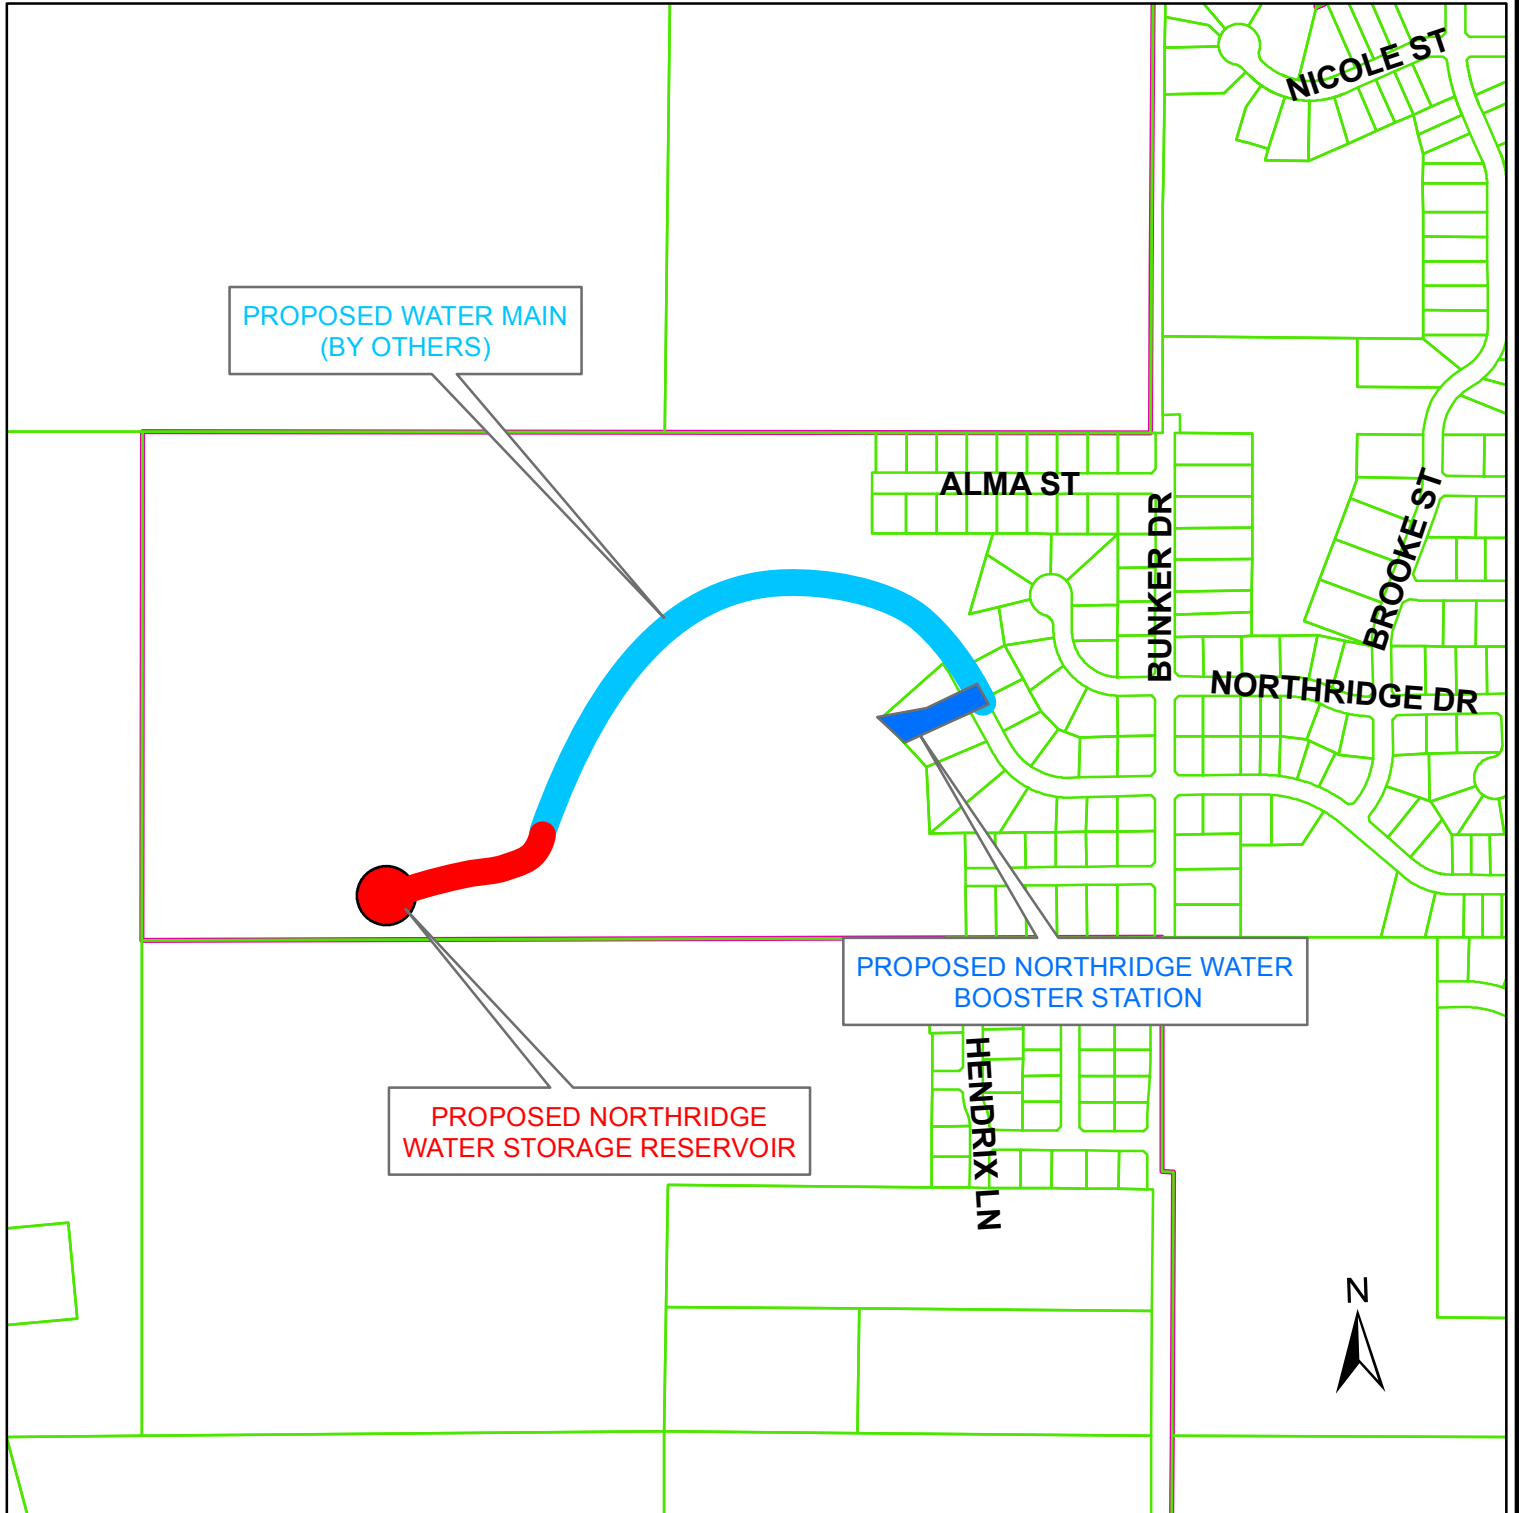 NICOLE ST
PROPOSED WATER MAIN
(BY OTHERS)
ALMA ST
BUNKER DR
BROOKE ST
NORTHRIDGE DR
PROPOSED NORTHRIDGE WATER
BOOSTER STATION
HENDRIX LN
PROPOSED NORTHRIDGE
WATER STORAGE RESERVOIR
N